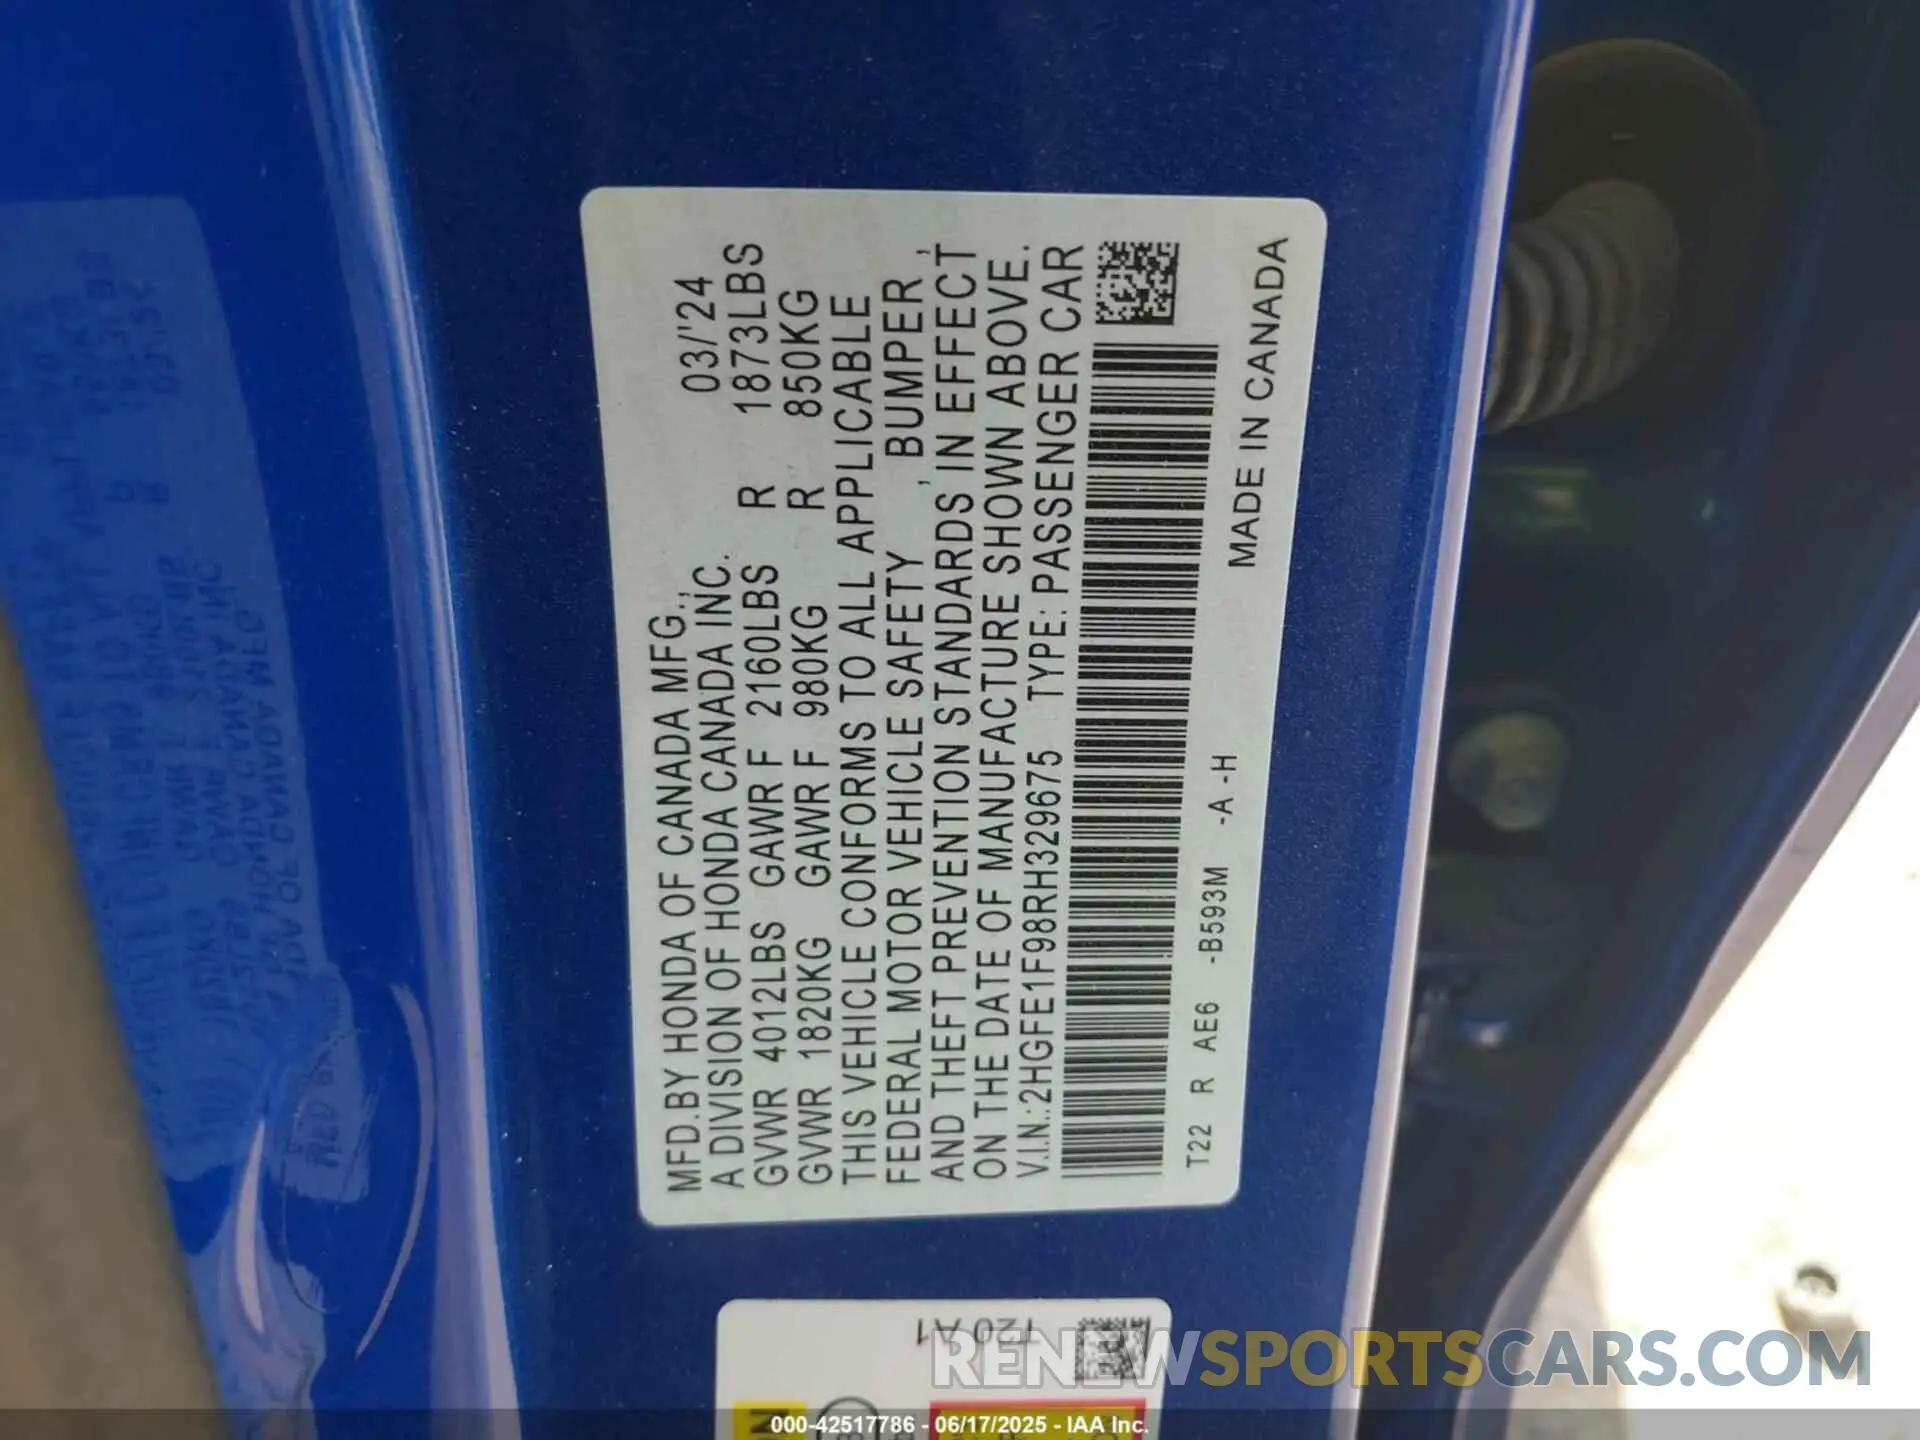 MFD.BY HONDA OF CANADA MFG., 03/'24
A DIVISION OF HONDA CANADA INC.
GVWR 4012LBS GAWR F 2160LBS R 1873LBS
GVWR 1820KG GAWR F 980KG R 850KG
THIS VEHICLE CONFORMS TO ALL APPLICABLE
FEDERAL MOTOR VEHICLE SAFETY , BUMPER ,
AND THEFT PREVENTION STANDARDS IN EFFECT
ON THE DATE OF MANUFACTURE SHOWN ABOVE.
V.I.N.:2HGFE1F98RH329675 TYPE: PASSENGER CAR
T22 R AE6 -B593M -A -H MADE IN CANADA
T20 A1
RENEWSPORTSCARS.COM
000-42517786 - 06/17/2025 - IAA Inc.